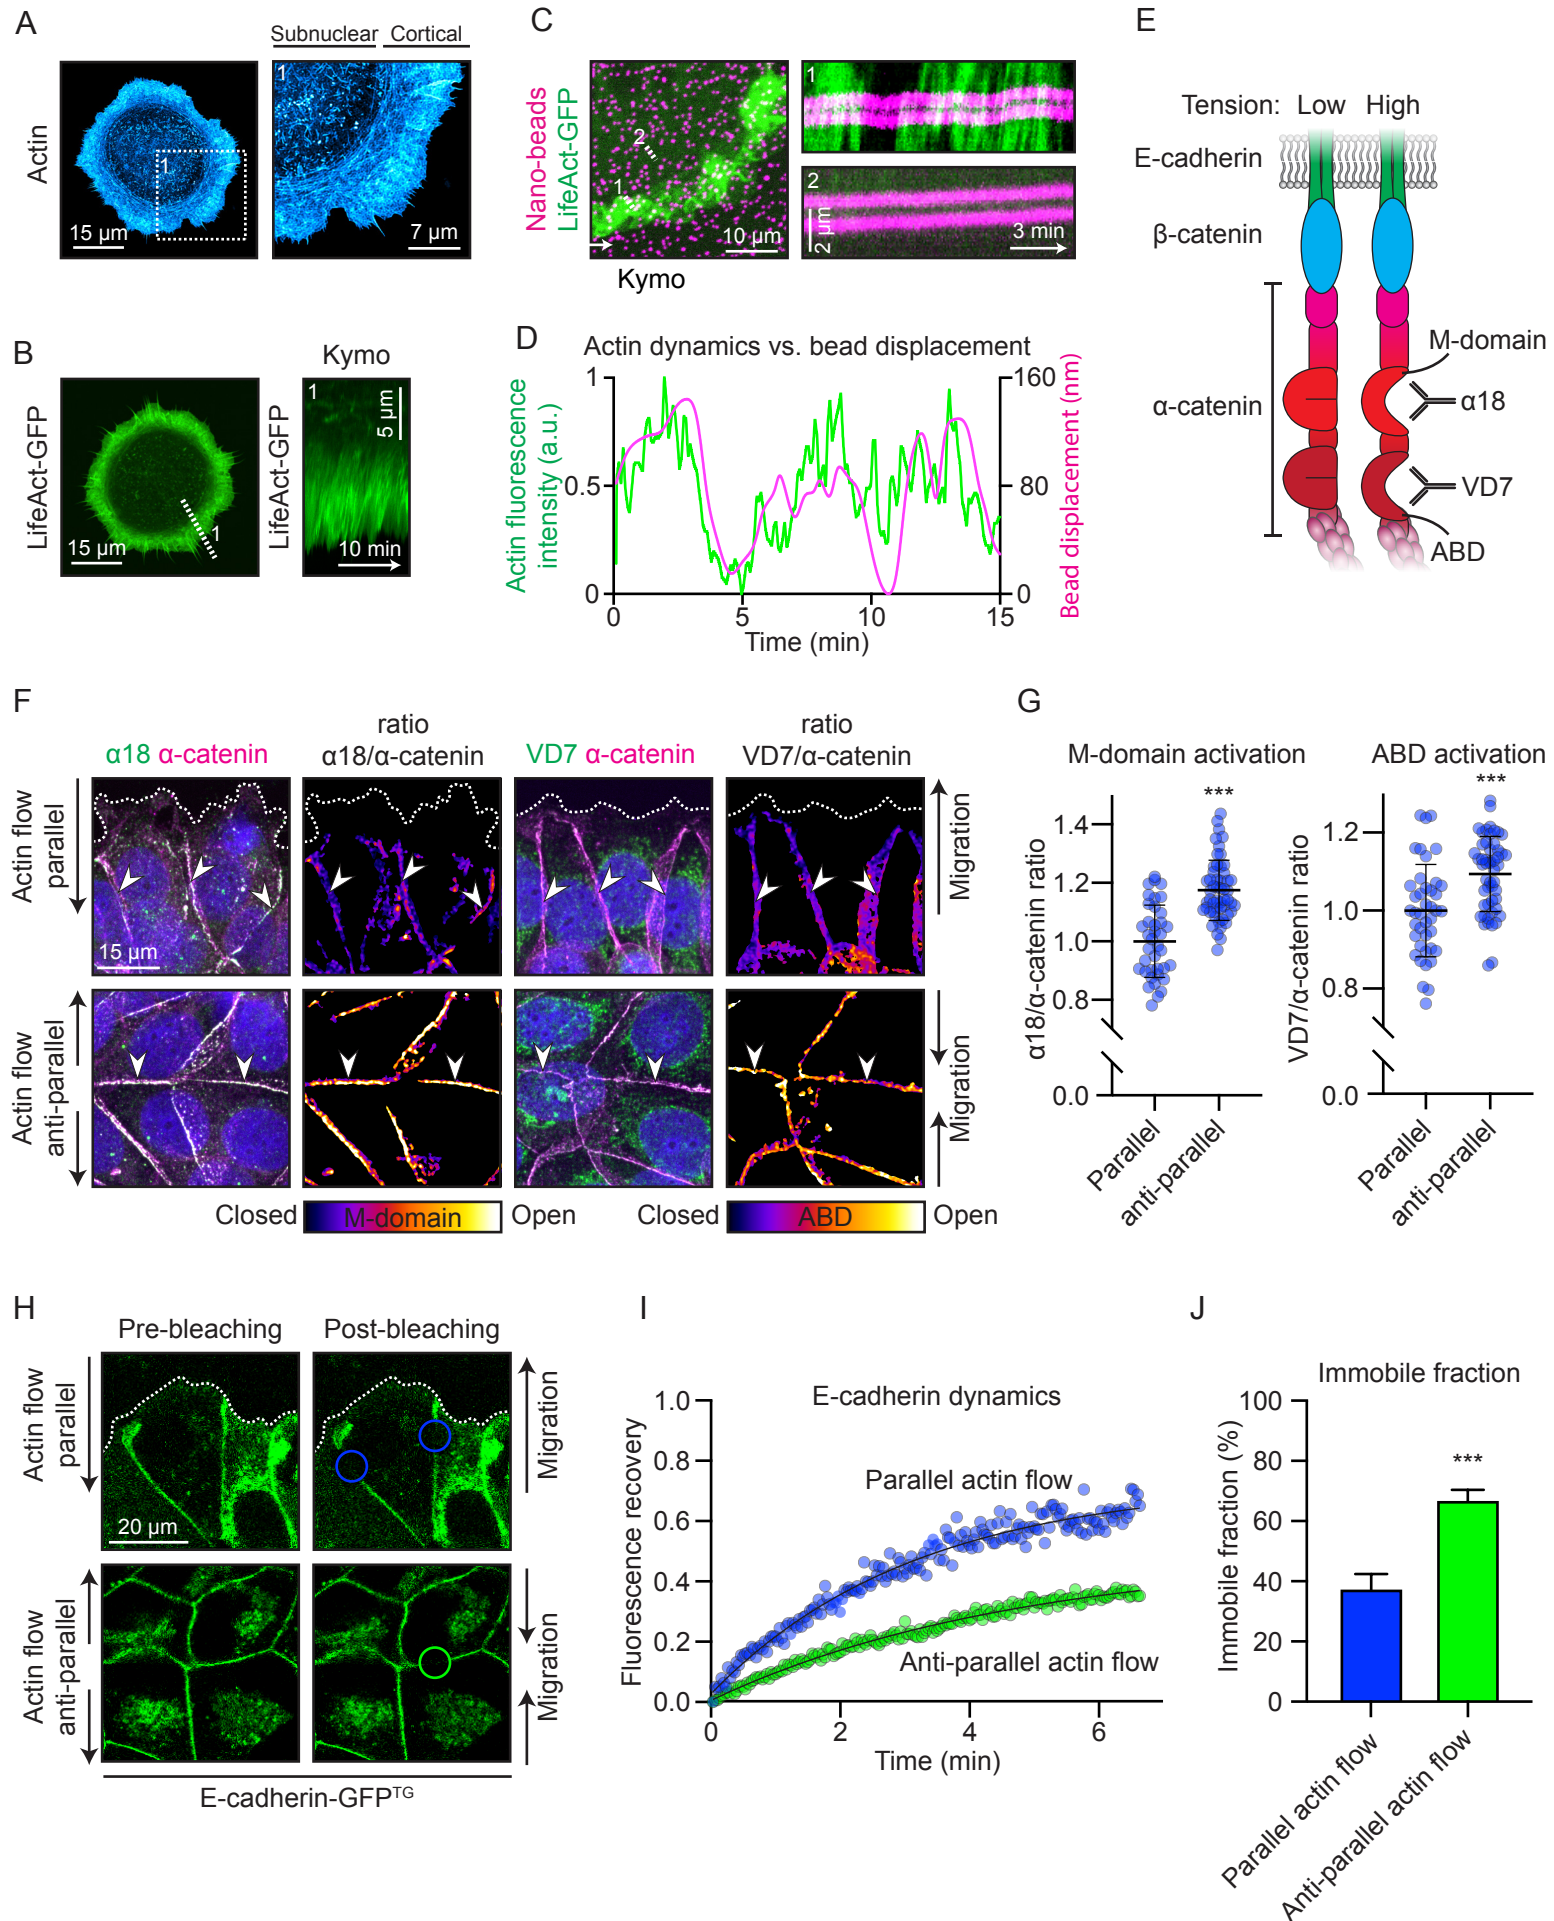 A
Subnuclear
Cortical
Actin
1
15 µm
1
7 µm
B
Kymo
LifeAct-GFP
1
15 µm
LifeAct-GFP
1
5 µm
10 min
C
Nano-beads
LifeAct-GFP
2
1
10 µm
Kymo
1
2
2 µm
3 min
D
Actin dynamics vs. bead displacement
Actin fluorescence
intensity (a.u.)
1
0.5
0
160
80
0
Bead displacement (nm)
0
5
10
15
Time (min)
E
Tension:
Low
High
E-cadherin
β-catenin
α-catenin
M-domain
α18
VD7
ABD
F
α18 α-catenin
ratio
α18/α-catenin
VD7 α-catenin
ratio
VD7/α-catenin
Actin flow
parallel
15 µm
Migration
Actin flow
anti-parallel
Migration
Closed
M-domain
Open
Closed
ABD
Open
G
M-domain activation
***
α18/α-catenin ratio
1.4
1.2
1.0
0.8
0.0
Parallel
anti-parallel
ABD activation
***
VD7/α-catenin ratio
1.2
1.0
0.8
0.0
Parallel
anti-parallel
H
Pre-bleaching
Post-bleaching
Actin flow
parallel
20 µm
Migration
Actin flow
anti-parallel
Migration
E-cadherin-GFPᵀᴳ
I
E-cadherin dynamics
Fluorescence recovery
1.0
0.8
0.6
0.4
0.2
0.0
Parallel actin flow
Anti-parallel actin flow
0
2
4
6
Time (min)
J
Immobile fraction
Immobile fraction (%)
100
80
60
40
20
0
***
Parallel actin flow
Anti-parallel actin flow